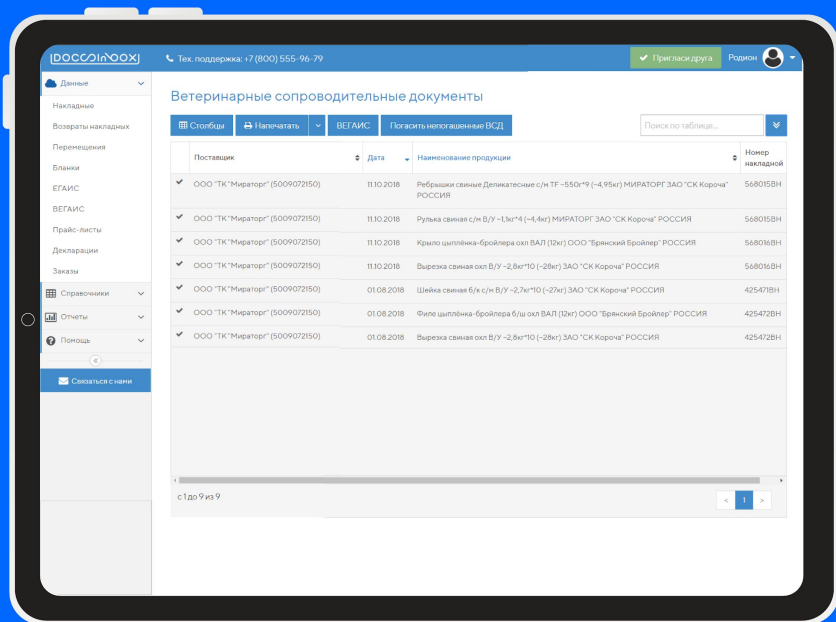 DOCSINBOX
Тех. поддержка: +7 (800) 555-96-79
Пригласи друга
Родион
Данные
Накладные
Возвраты накладных
Перемещения
Бланки
ЕГАИС
ВЕГАИС
Прайс-листы
Декларации
Заказы
Справочники
Отчеты
Помощь
Связаться с нами
Ветеринарные сопроводительные документы
Столбцы Напечатать ВЕГАИС Погасить непогашенные ВСД Поиск по таблице...
Поставщик Дата Наименование продукции Номер
накладной
ООО "ТК "Мираторг" (5009072150) 11.10.2018 Ребрышки свиные Деликатесные с/м TF ~550г*9 (~4,95кг) МИРАТОРГ ЗАО "СК Короча" 568015ВН
РОССИЯ
ООО "ТК "Мираторг" (5009072150) 11.10.2018 Рулька свиная с/м В/У ~1,1кг*4 (~4,4кг) МИРАТОРГ ЗАО "СК Короча" РОССИЯ 568015ВН
ООО "ТК "Мираторг" (5009072150) 11.10.2018 Крыло цыплёнка-бройлера охл ВАЛ (12кг) ООО "Брянский Бройлер" РОССИЯ 568016ВН
ООО "ТК "Мираторг" (5009072150) 11.10.2018 Вырезка свиная охл В/У ~2,8кг*10 (~28кг) ЗАО "СК Короча" РОССИЯ 568016ВН
ООО "ТК "Мираторг" (5009072150) 01.08.2018 Шейка свиная б/к с/м В/У ~2,7кг*10 (~27кг) ЗАО "СК Короча" РОССИЯ 425471ВН
ООО "ТК "Мираторг" (5009072150) 01.08.2018 Филе цыплёнка-бройлера б/ш охл ВАЛ (12кг) ООО "Брянский Бройлер" РОССИЯ 425472ВН
ООО "ТК "Мираторг" (5009072150) 01.08.2018 Вырезка свиная охл В/У ~2,8кг*10 (~28кг) ЗАО "СК Короча" РОССИЯ 425472ВН
с 1 до 9 из 9
< 1 >